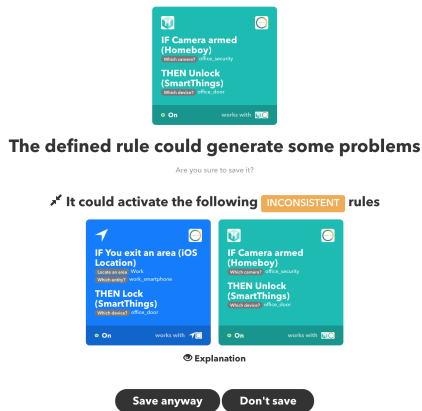 IF Camera armed
(Homeboy)
Which camera? office_security
THEN Unlock
(SmartThings)
Which device? office_door
On works with
The defined rule could generate some problems
Are you sure to save it?
It could activate the following INCONSISTENT rules
IF You exit an area (iOS
Location)
Locate an area Work
Which entity? work_smartphone
THEN Lock
(SmartThings)
Which device? office_door
On works with
IF Camera armed
(Homeboy)
Which camera? office_security
THEN Unlock
(SmartThings)
Which device? office_door
On works with
Explanation
Save anyway Don't save